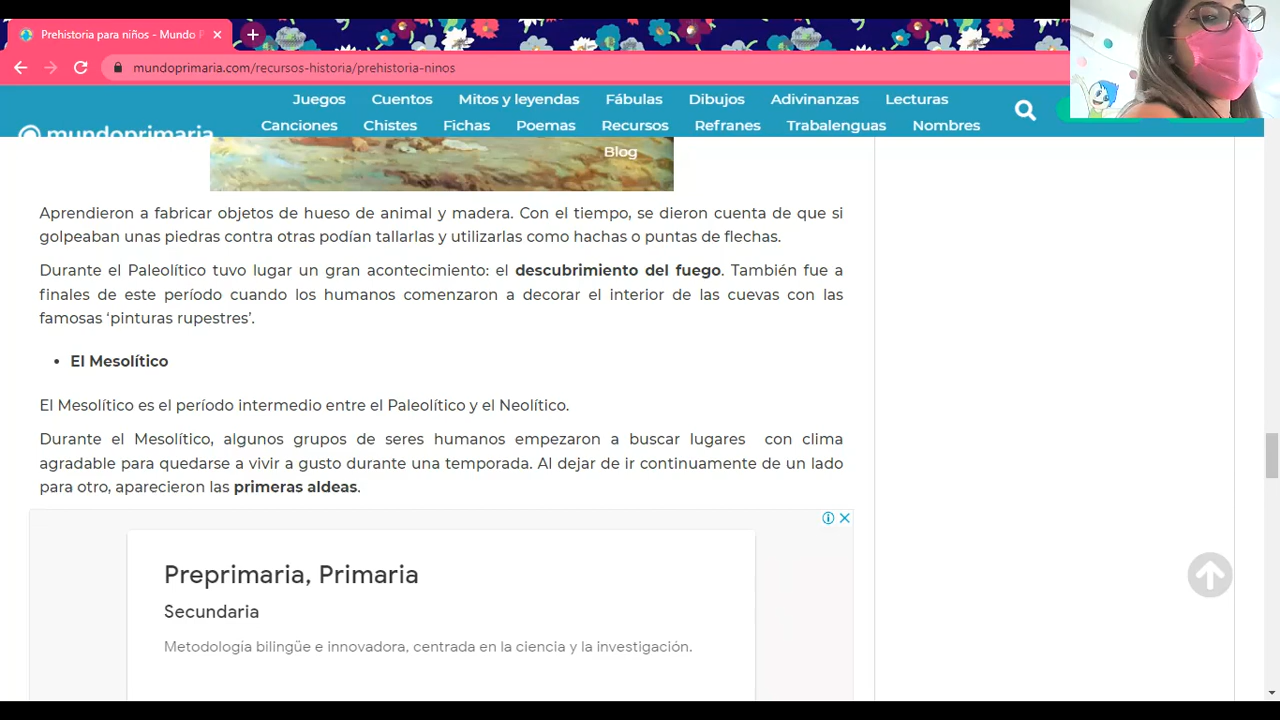 Prehistoria para niños - Mundo P
mundoprimaria.com/recursos-historia/prehistoria-ninos
mundoprimaria
Juegos Cuentos Mitos y leyendas Fábulas Dibujos Adivinanzas Lecturas
Canciones Chistes Fichas Poemas Recursos Refranes Trabalenguas Nombres
Blog
Aprendieron a fabricar objetos de hueso de animal y madera. Con el tiempo, se dieron cuenta de que si
golpeaban unas piedras contra otras podían tallarlas y utilizarlas como hachas o puntas de flechas.
Durante el Paleolítico tuvo lugar un gran acontecimiento: el descubrimiento del fuego. También fue a
finales de este período cuando los humanos comenzaron a decorar el interior de las cuevas con las
famosas ‘pinturas rupestres’.
• El Mesolítico
El Mesolítico es el período intermedio entre el Paleolítico y el Neolítico.
Durante el Mesolítico, algunos grupos de seres humanos empezaron a buscar lugares con clima
agradable para quedarse a vivir a gusto durante una temporada. Al dejar de ir continuamente de un lado
para otro, aparecieron las primeras aldeas.
Preprimaria, Primaria
Secundaria
Metodología bilingüe e innovadora, centrada en la ciencia y la investigación.